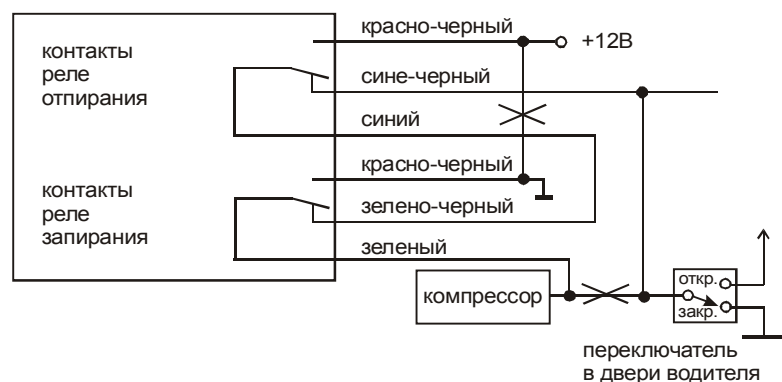 красно-черный
+12В
контакты
реле
отпирания
сине-черный
синий
красно-черный
контакты
реле
запирания
зелено-черный
зеленый
компрессор
откр.
закр.
переключатель
в двери водителя